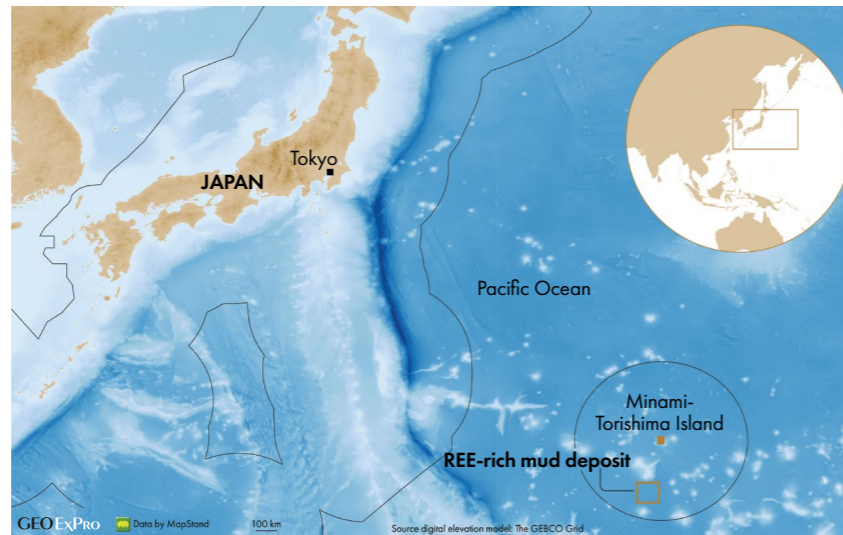 Tokyo
JAPAN
Pacific Ocean
Minami-
Torishima Island
REE-rich mud deposit
GEO EXPRO
Data by MapStand
100 km
Source digital elevation model: The GEBCO Grid